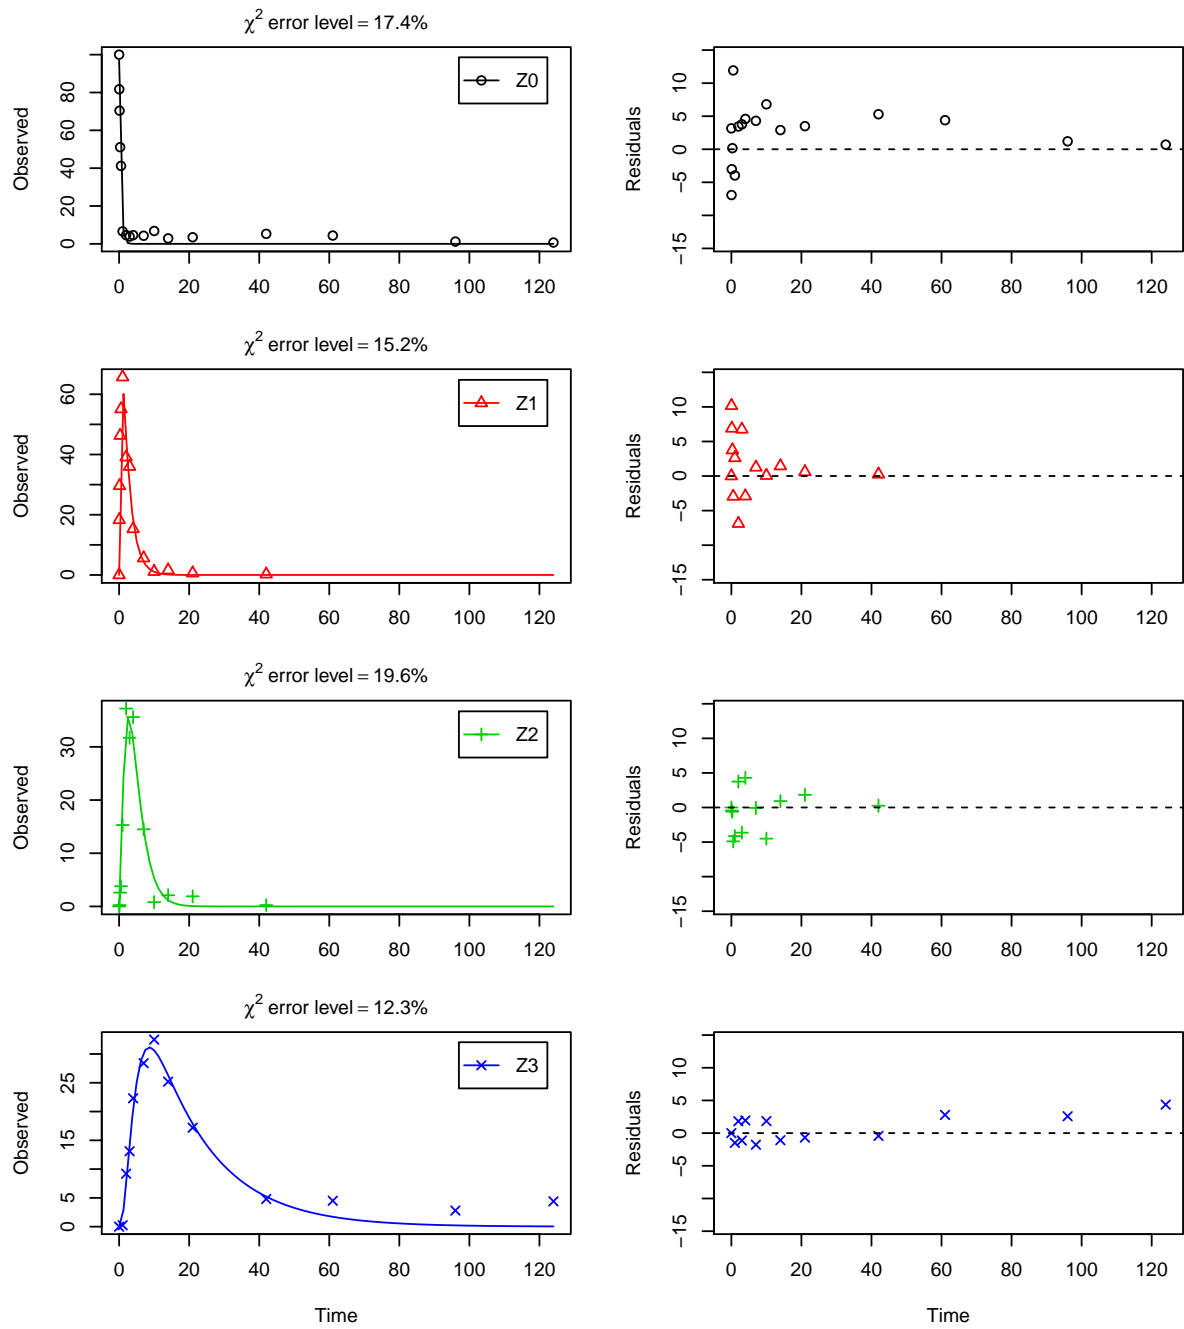 χ2 error level = 17.4%
Observed
0 20 40 60 80
Z0
0 20 40 60 80 100 120
Residuals
−15 −5 0 5 10
0 20 40 60 80 100 120
χ2 error level = 15.2%
Observed
0 20 40 60
Z1
0 20 40 60 80 100 120
Residuals
−15 −5 0 5 10
0 20 40 60 80 100 120
χ2 error level = 19.6%
Observed
0 10 20 30
Z2
0 20 40 60 80 100 120
Residuals
−15 −5 0 5 10
0 20 40 60 80 100 120
χ2 error level = 12.3%
Observed
0 5 15 25
Z3
0 20 40 60 80 100 120
Time
Residuals
−15 −5 0 5 10
0 20 40 60 80 100 120
Time